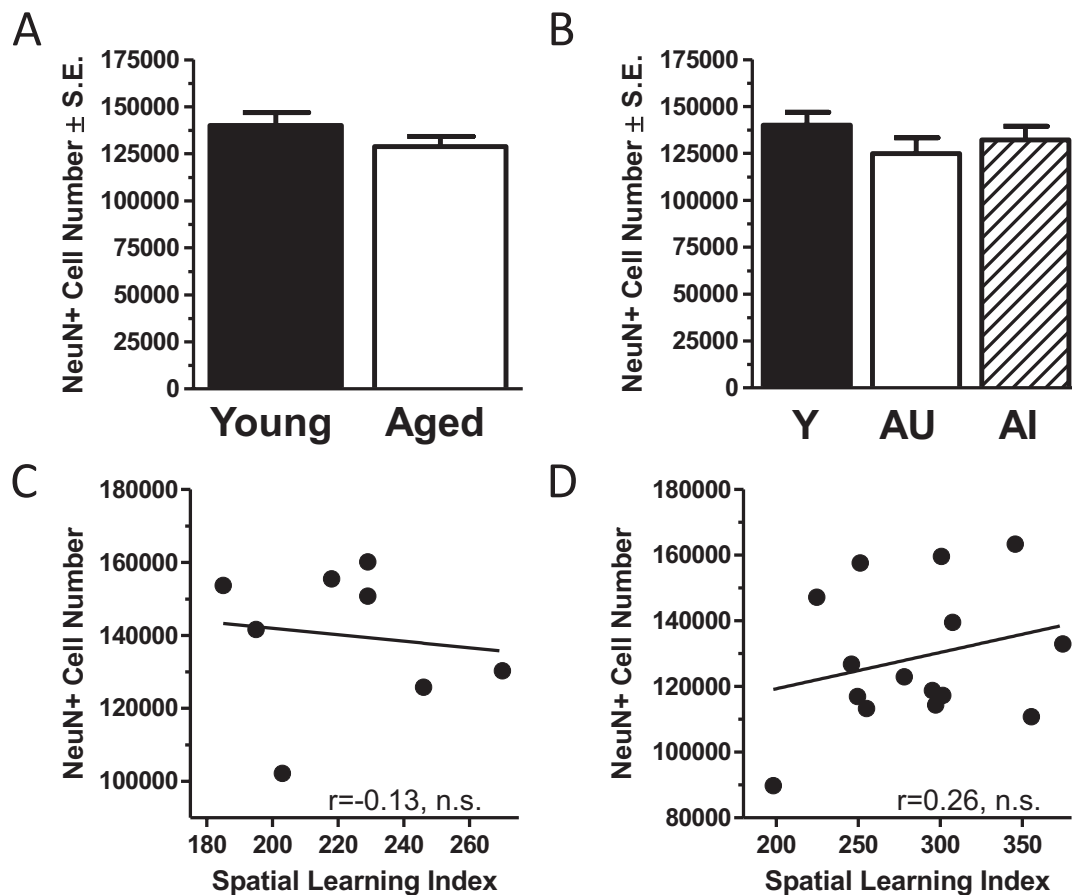 A
NeuN+ Cell Number ± S.E.
175000
150000
125000
100000
75000
50000
25000
0
Young Aged
B
NeuN+ Cell Number ± S.E.
175000
150000
125000
100000
75000
50000
25000
0
Y AU AI
C
NeuN+ Cell Number
180000
160000
140000
120000
100000
r=-0.13, n.s.
180 200 220 240 260
Spatial Learning Index
D
NeuN+ Cell Number
180000
160000
140000
120000
100000
80000
r=0.26, n.s.
200 250 300 350
Spatial Learning Index